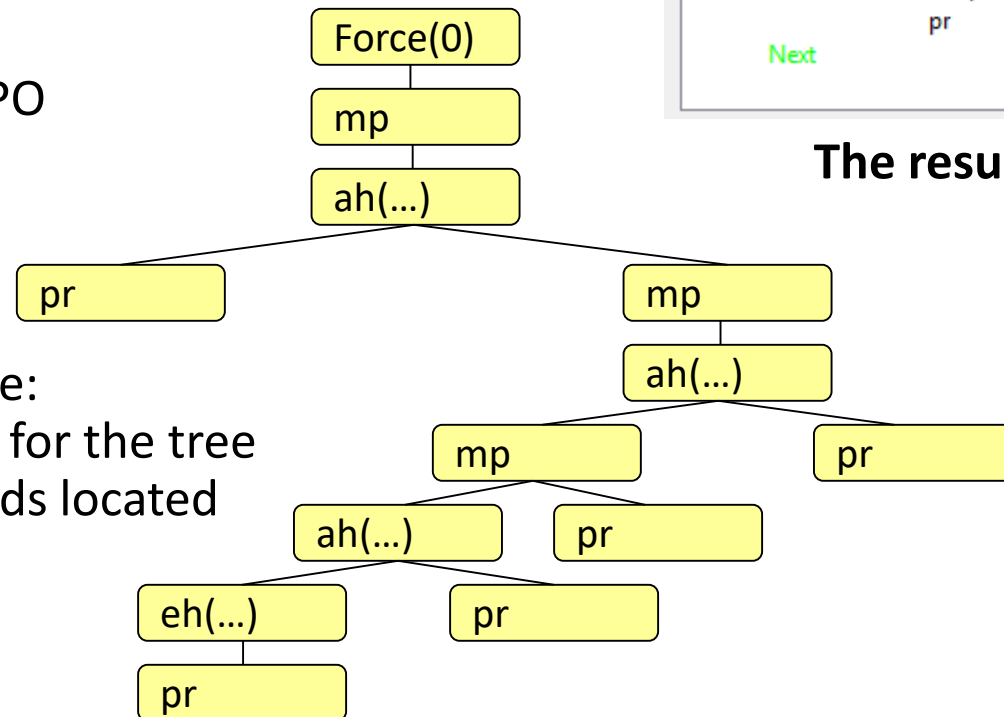 pr
Next
Force(0)
PO
mp
The resu
ah(...)
pr
mp
e:
ah(...)
for the tree
mp
pr
ds located
ah(...)
pr
eh(...)
pr
pr